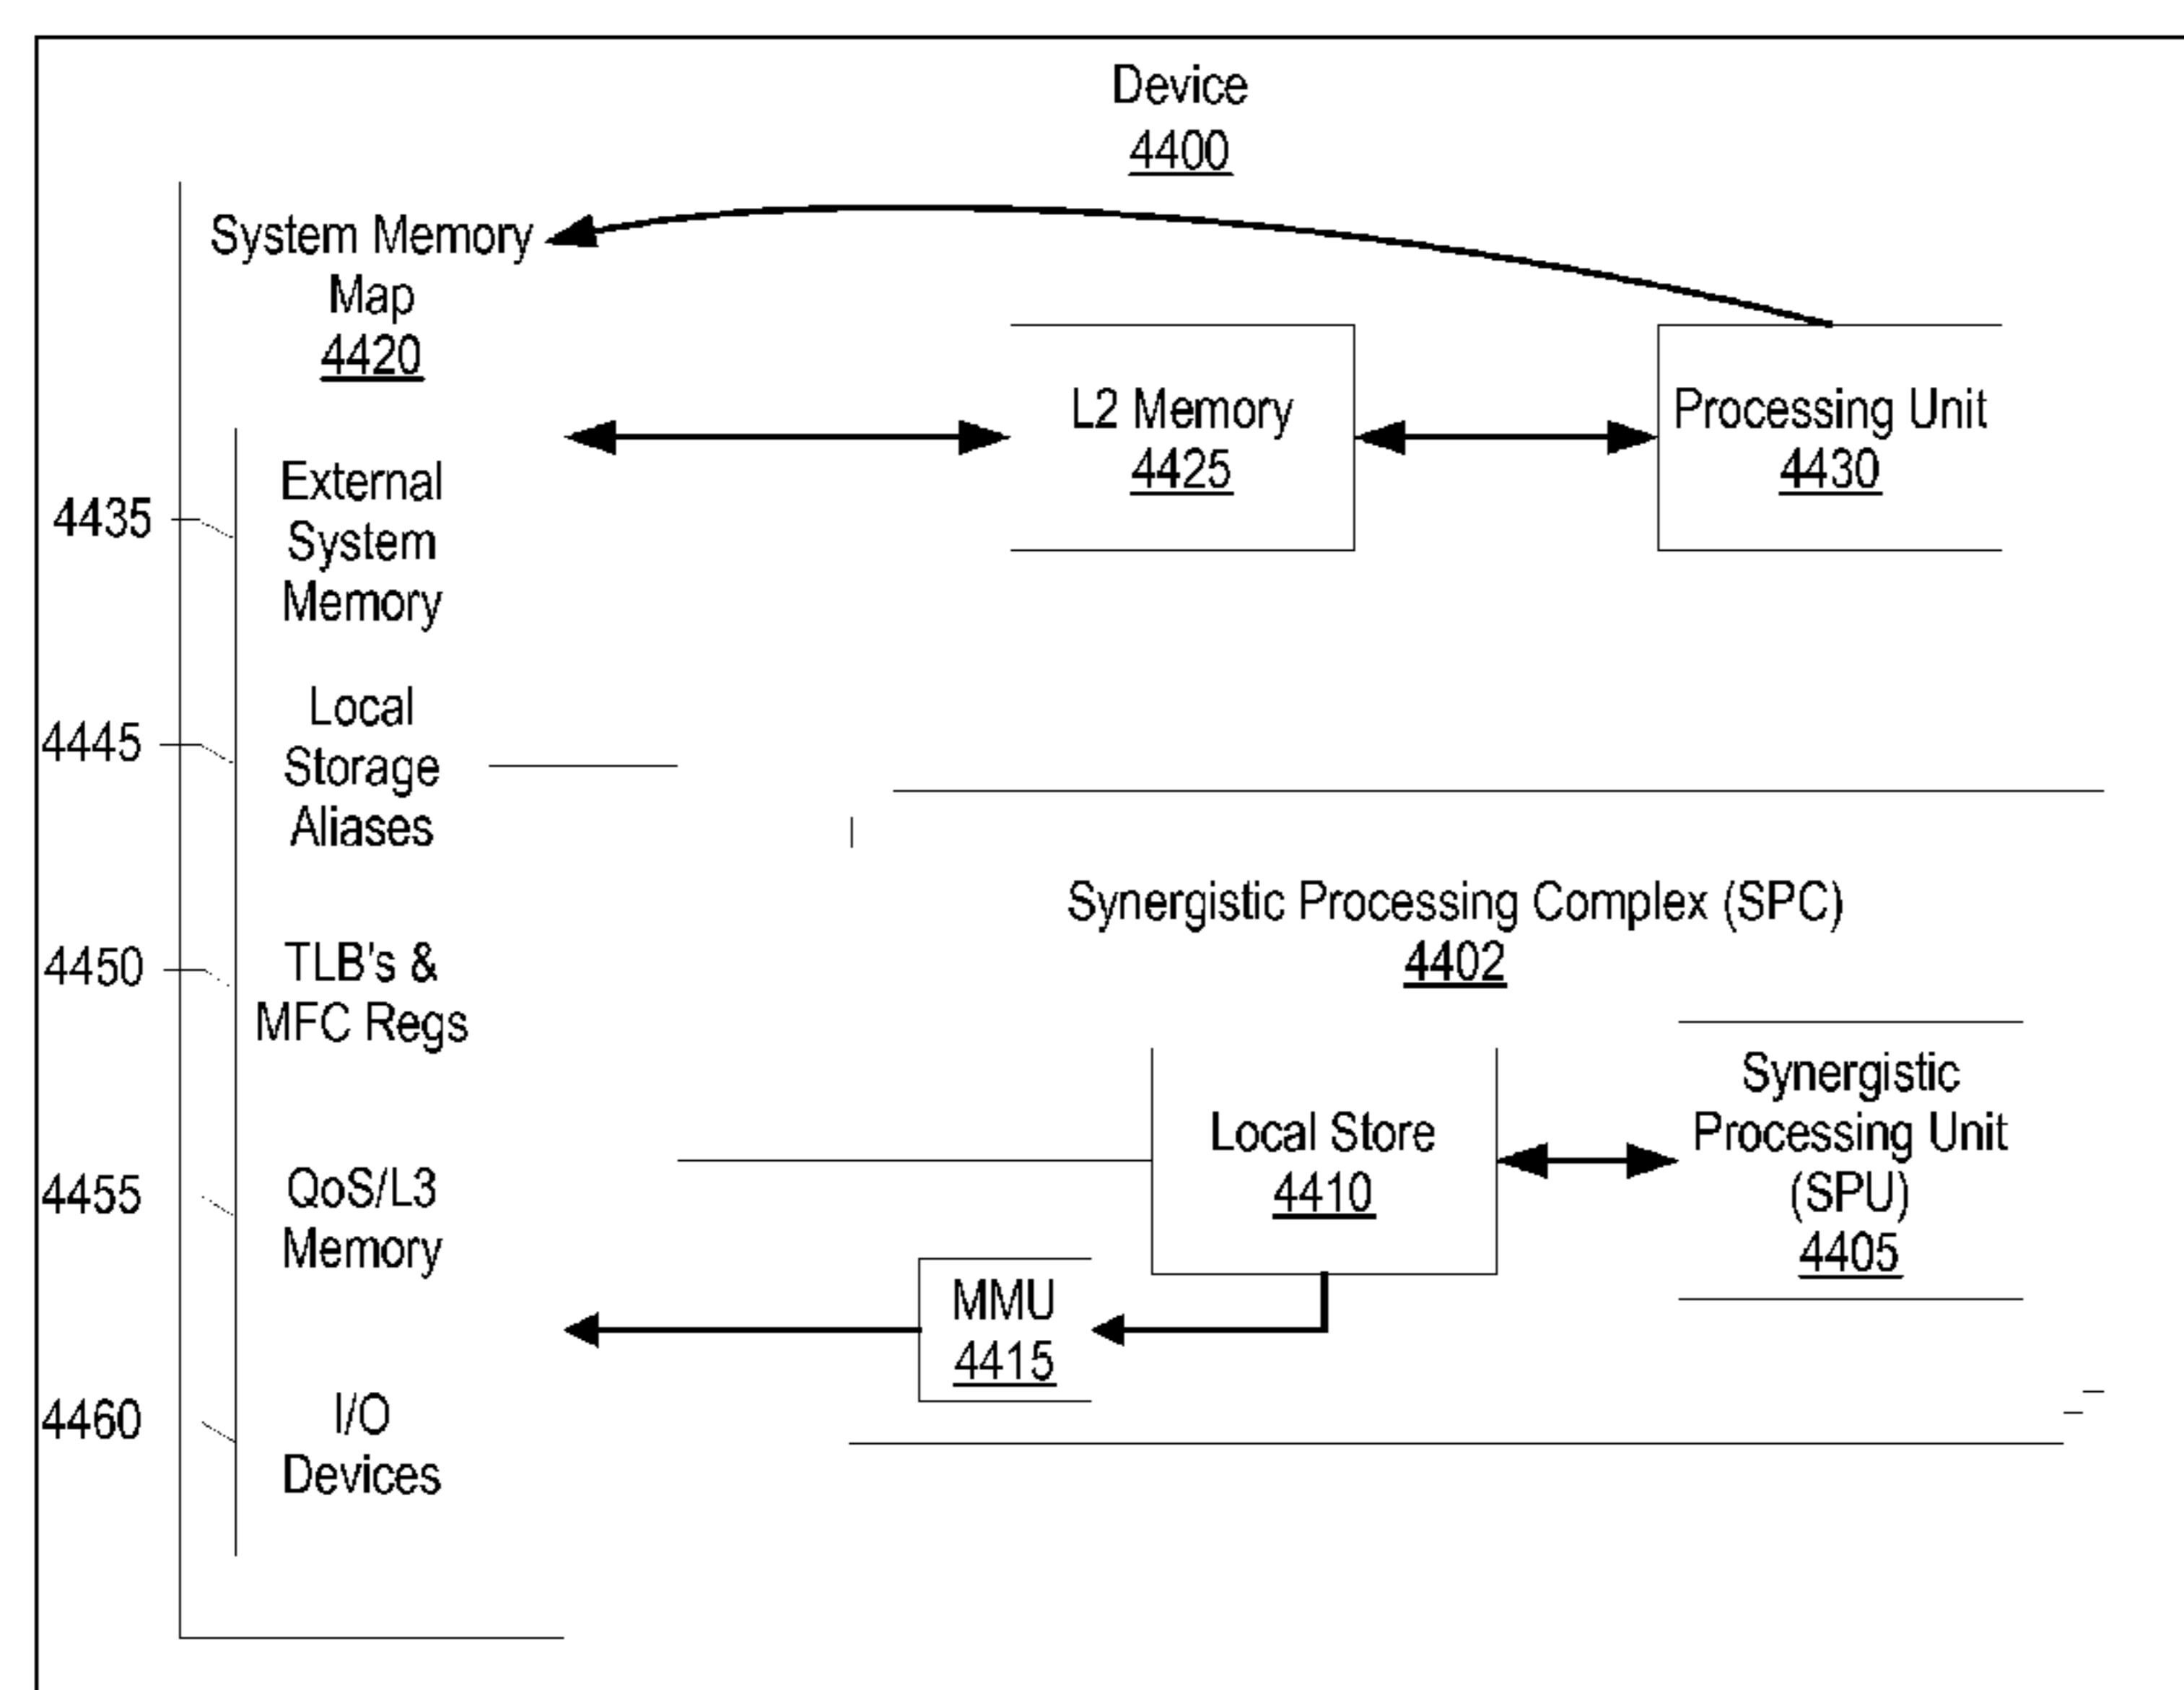 Device
4400
System Memory
Map
4420
L2 Memory
4425
Processing Unit
4430
4435
External
System
Memory
4445
Local
Storage
Aliases
Synergistic Processing Complex (SPC)
4402
4450
TLB's &
MFC Regs
Local Store
4410
Synergistic
Processing Unit
(SPU)
4405
4455
QoS/L3
Memory
MMU
4415
4460
I/O
Devices